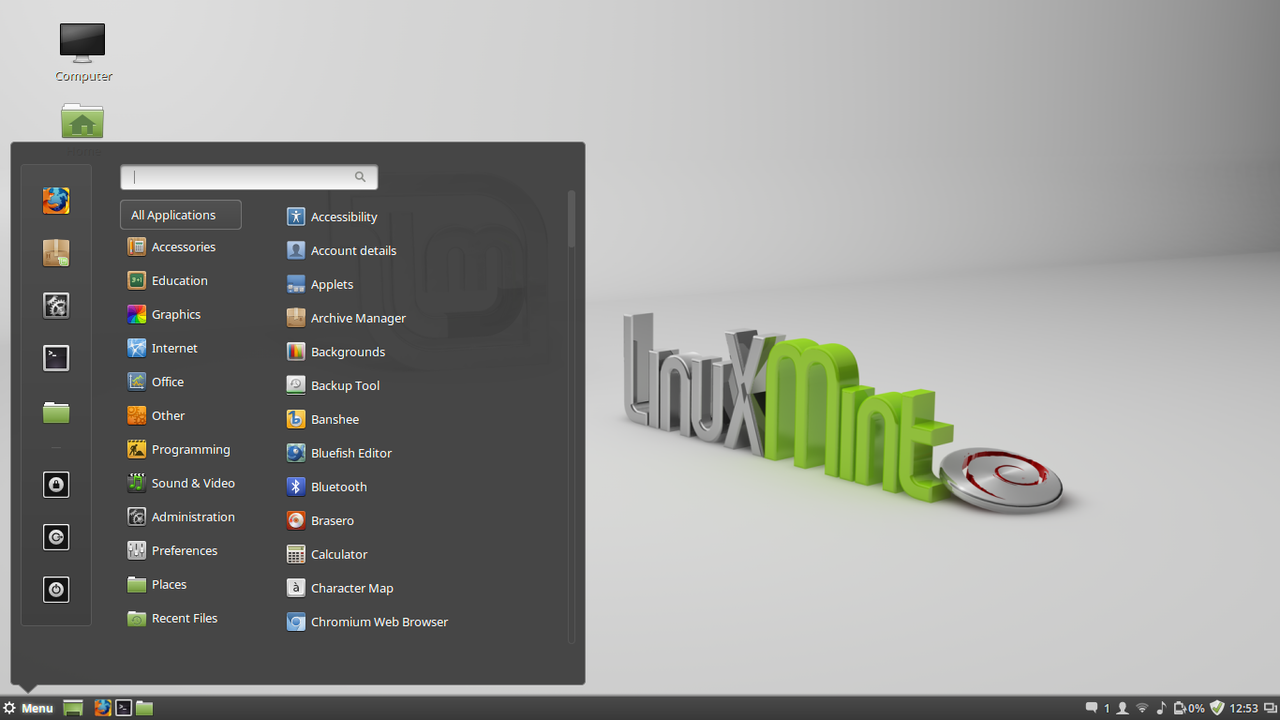 Computer
All Applications
Accessories
Education
Graphics
Internet
Office
Other
Programming
Sound & Video
Administration
Preferences
Places
Recent Files
Accessibility
Account details
Applets
Archive Manager
Backgrounds
Backup Tool
Banshee
Bluefish Editor
Bluetooth
Brasero
Calculator
Character Map
Chromium Web Browser
LinuxMint
Menu
1
0%
12:53